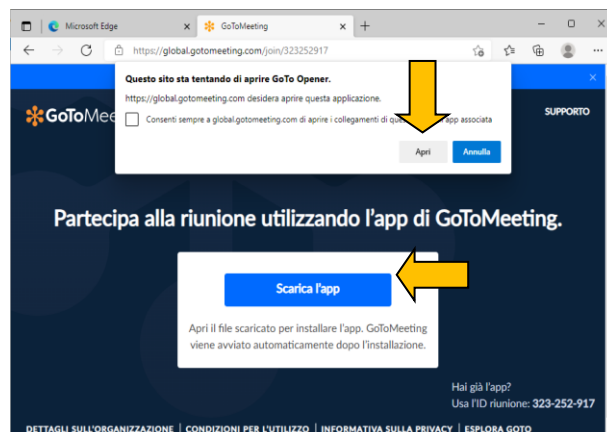 Microsoft Edge
GoToMeeting
https://global.gotomeeting.com/join/323252917
Questo sito sta tentando di aprire GoTo Opener.
https://global.gotomeeting.com desidera aprire questa applicazione.
Consenti sempre a global.gotomeeting.com di aprire i collegamenti di app associata
Apri
Annulla
GoToMee
SUPPORTO
Partecipa alla riunione utilizzando l'app di GoToMeeting.
Scarica l'app
Apri il file scaricato per installare l'app. GoToMeeting
viene avviato automaticamente dopo l'installazione.
Hai già l'app?
Usa l'ID riunione: 323-252-917
DETTAGLI SULL'ORGANIZZAZIONE | CONDIZIONI PER L'UTILIZZO | INFORMATIVA SULLA PRIVACY | ESPLORA GOTO